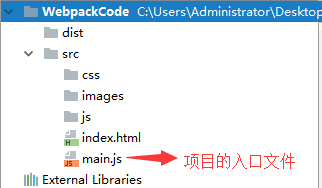 WebpackCode C:\Users\Administrator\Desktop
dist
src
css
images
js
index.html
main.js 项目的入口文件
External Libraries